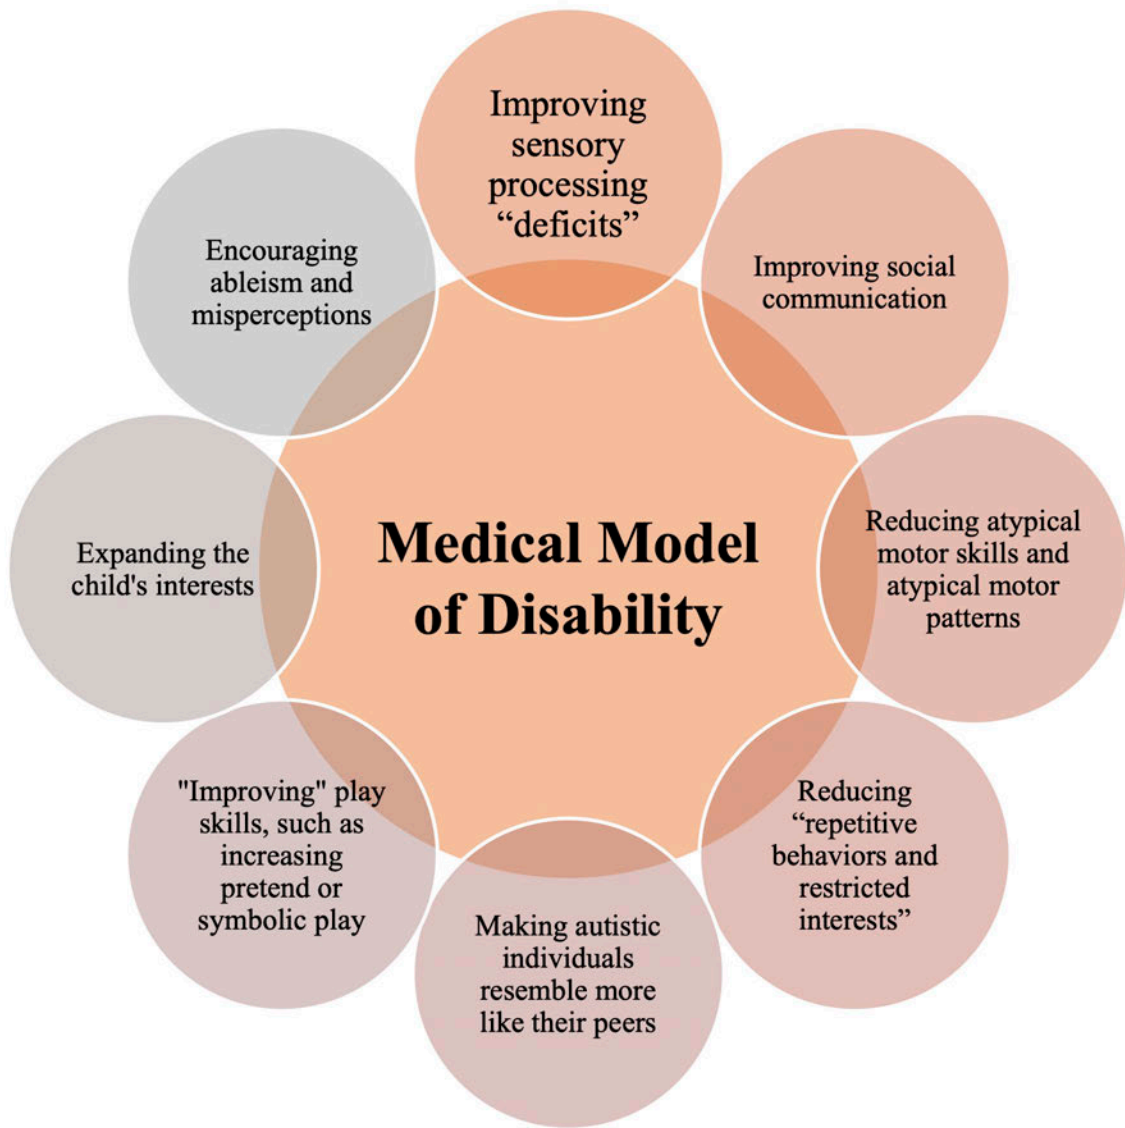 Improving
sensory
processing
“deficits”
Improving social
communication
Reducing atypical
motor skills and
atypical motor
patterns
Reducing
“repetitive
behaviors and
restricted
interests”
Making autistic
individuals
resemble more
like their peers
"Improving" play
skills, such as
increasing
pretend or
symbolic play
Expanding the
child's interests
Encouraging
ableism and
misperceptions
Medical Model
of Disability